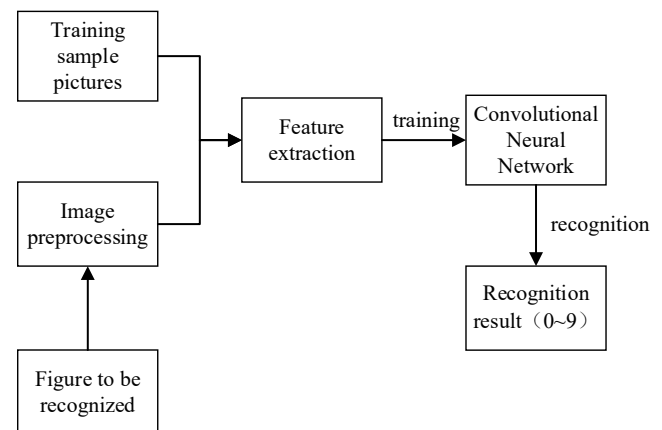 Training
sample
pictures
Feature
extraction
training
Convolutional
Neural
Network
Image
preprocessing
recognition
Recognition
result（0~9）
Figure to be
recognized